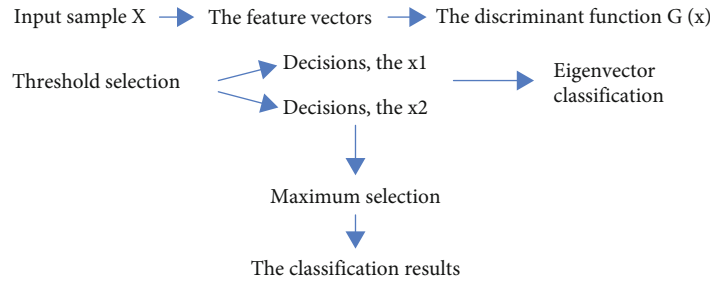 Input sample X
The feature vectors
The discriminant function G (x)
Threshold selection
Decisions, the x1
Decisions, the x2
Eigenvector
classification
Maximum selection
The classification results